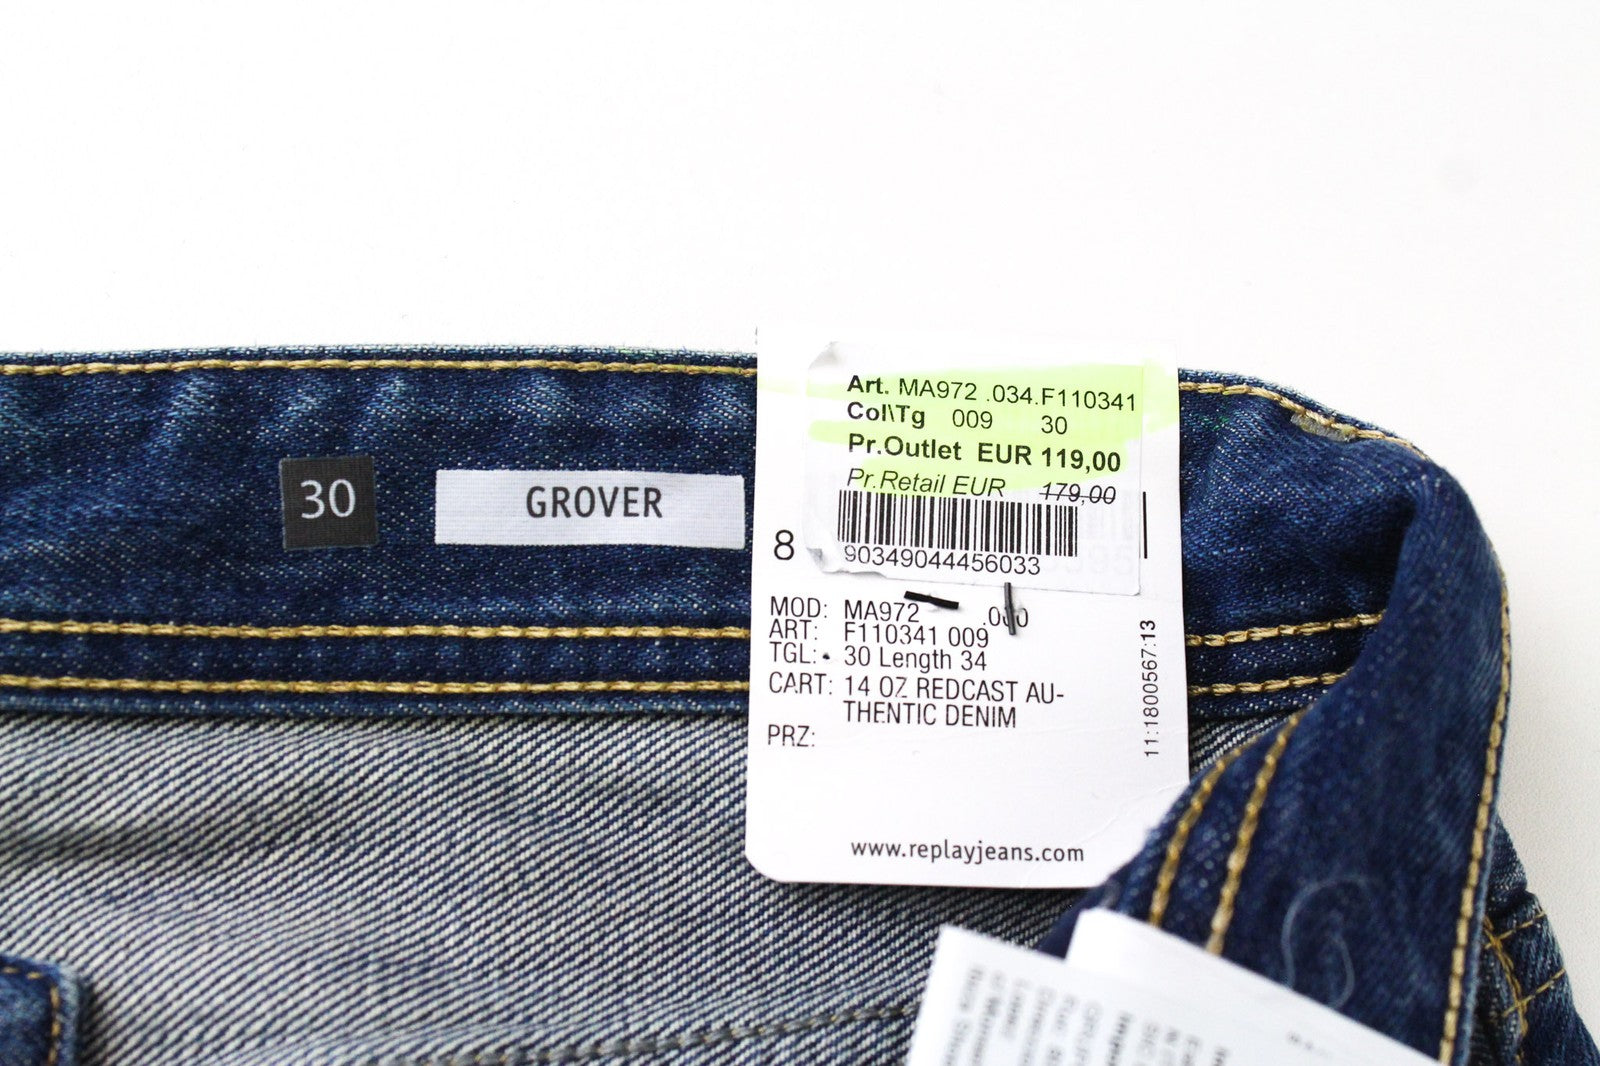 30
GROVER
Art. MA972 .034.F110341
Col\Tg 009 30
Pr.Outlet EUR 119,00
Pr.Retail EUR 179,00
8
90349044456033
MOD: MA972
ART: F110341 009
TGL: 30 Length 34
CART: 14 OZ REDCAST AU-
THENTIC DENIM
PRZ:
11:1800567:13
www.replayjeans.com